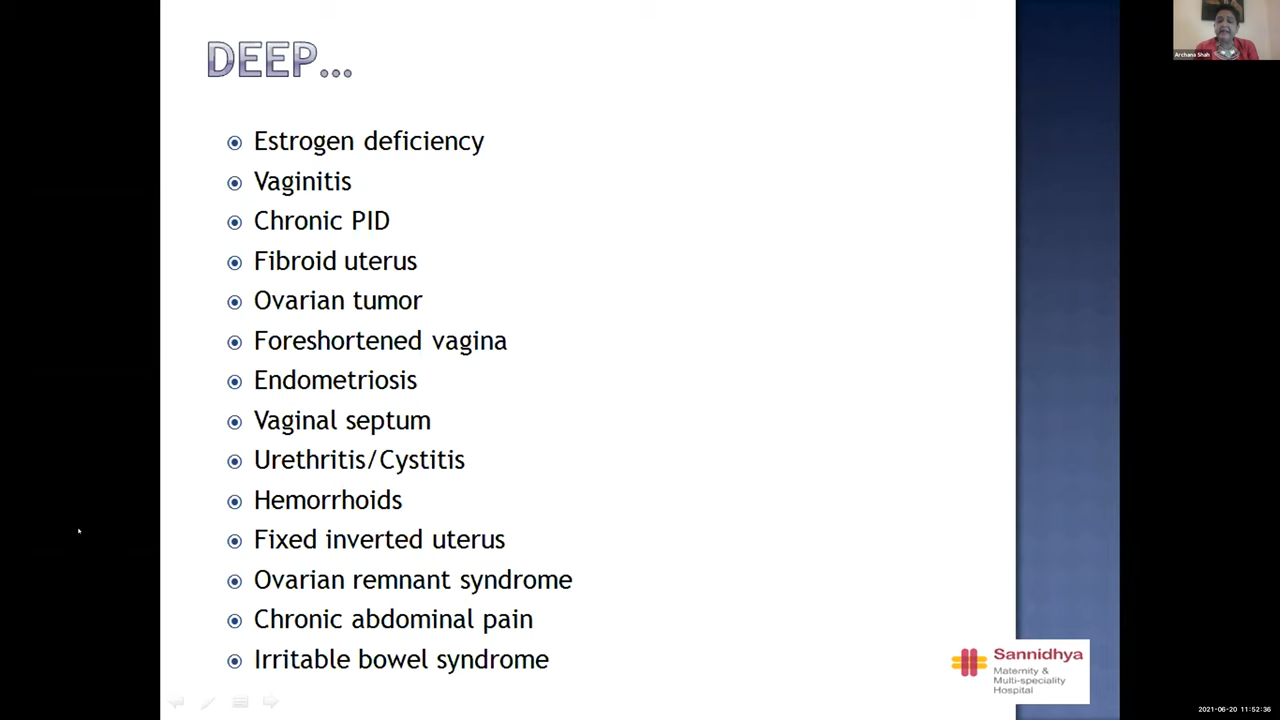 DEEP...
Estrogen deficiency
Vaginitis
Chronic PID
Fibroid uterus
Ovarian tumor
Foreshortened vagina
Endometriosis
Vaginal septum
Urethritis/Cystitis
Hemorrhoids
Fixed inverted uterus
Ovarian remnant syndrome
Chronic abdominal pain
Irritable bowel syndrome
Sannidhya
Maternity &
Multi-speciality
Hospital
Archana Shah
2021-06-20 11:52:36